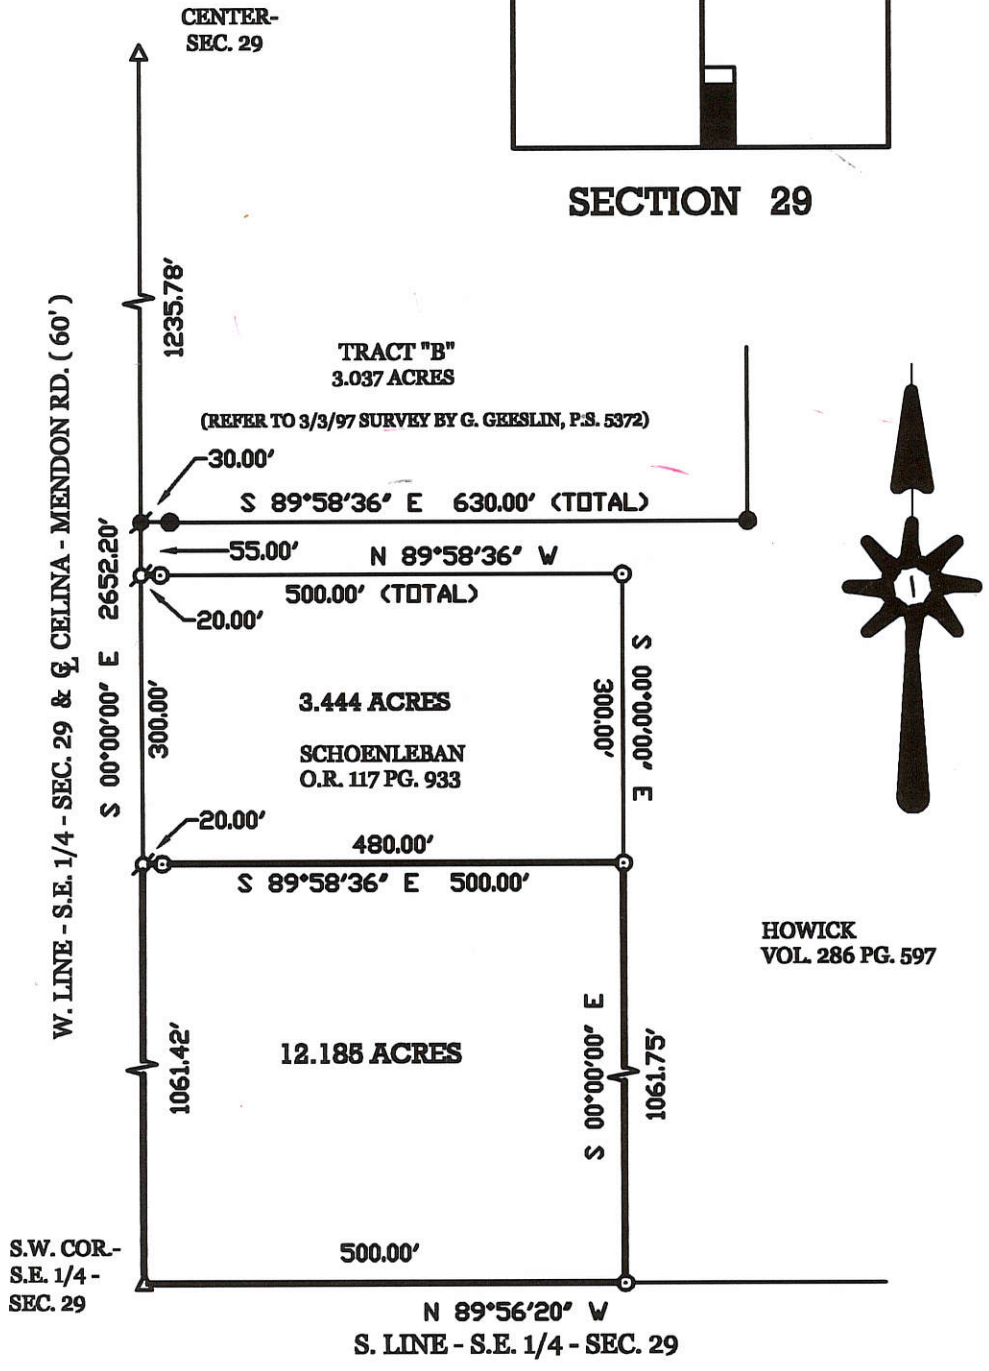 CENTER-
SEC. 29
SECTION 29
1235.78'
W. LINE - S.E. 1/4 - SEC. 29 & ℄ CELINA - MENDON RD. (60')
TRACT "B"
3.037 ACRES
(REFER TO 3/3/97 SURVEY BY G. GEESLIN, P.S. 5372)
30.00'
S 89°58'36" E 630.00' (TOTAL)
55.00'
N 89°58'36" W
500.00' (TOTAL)
20.00'
S 00°00'00" E 2652.20'
300.00'
3.444 ACRES
SCHOENLEBAN
O.R. 117 PG. 933
300.00'
S 00°00'00" E
20.00'
480.00'
S 89°58'36" E 500.00'
HOWICK
VOL. 286 PG. 597
1061.42'
12.185 ACRES
S 00°00'00" E
1061.75'
S.W. COR.-
S.E. 1/4 -
SEC. 29
500.00'
N 89°56'20" W
S. LINE - S.E. 1/4 - SEC. 29